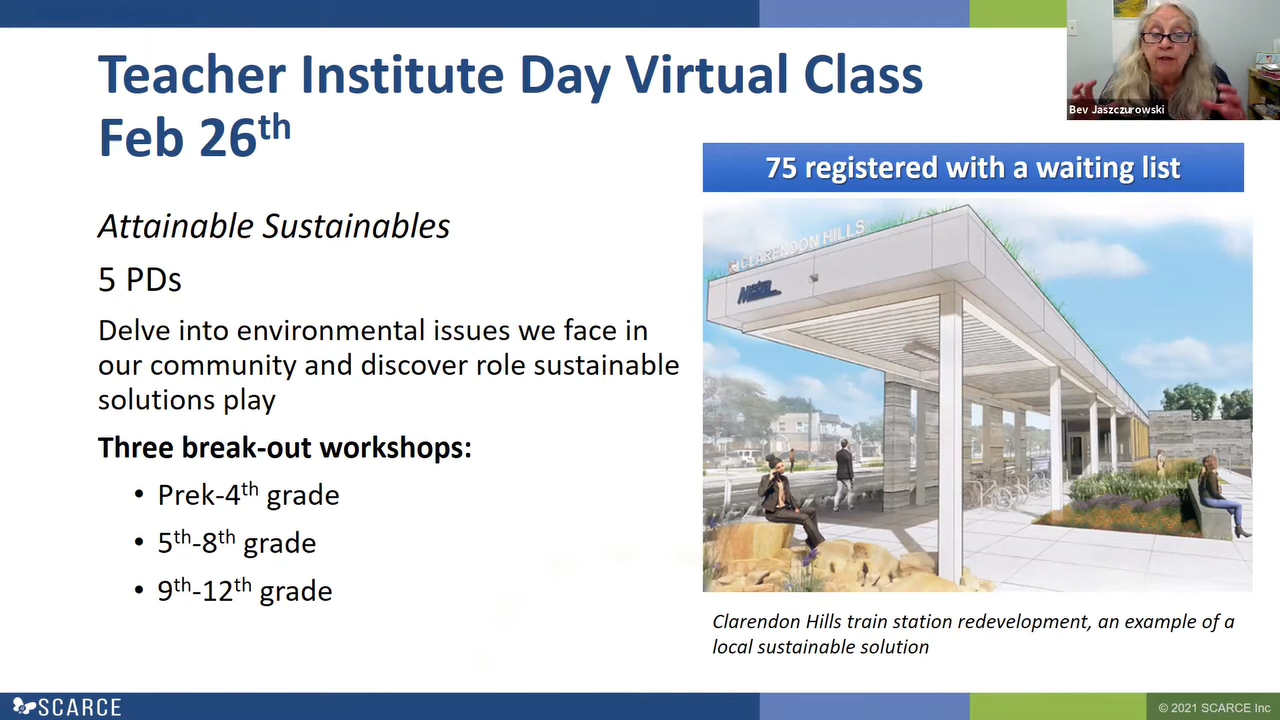 Teacher Institute Day Virtual Class
Feb 26th
Bev Jaszczurowski
75 registered with a waiting list
Attainable Sustainables
5 PDs
Delve into environmental issues we face in
our community and discover role sustainable
solutions play
Three break-out workshops:
• Prek-4th grade
• 5th-8th grade
• 9th-12th grade
CLARENDON HILLS
Metra
Clarendon Hills train station redevelopment, an example of a
local sustainable solution
SCARCE
© 2021 SCARCE Inc